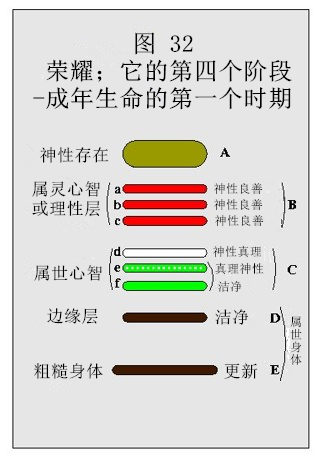 图 32
荣耀；它的第四个阶段
-成年生命的第一个时期
神性存在 A
属灵心智
或理性层
a 神性良善
b 神性良善
c 神性良善
B
属世心智
d 神性真理
e 真理神性
f 洁净
C
边缘层 洁净 D
粗糙身体 更新 E
属世身体